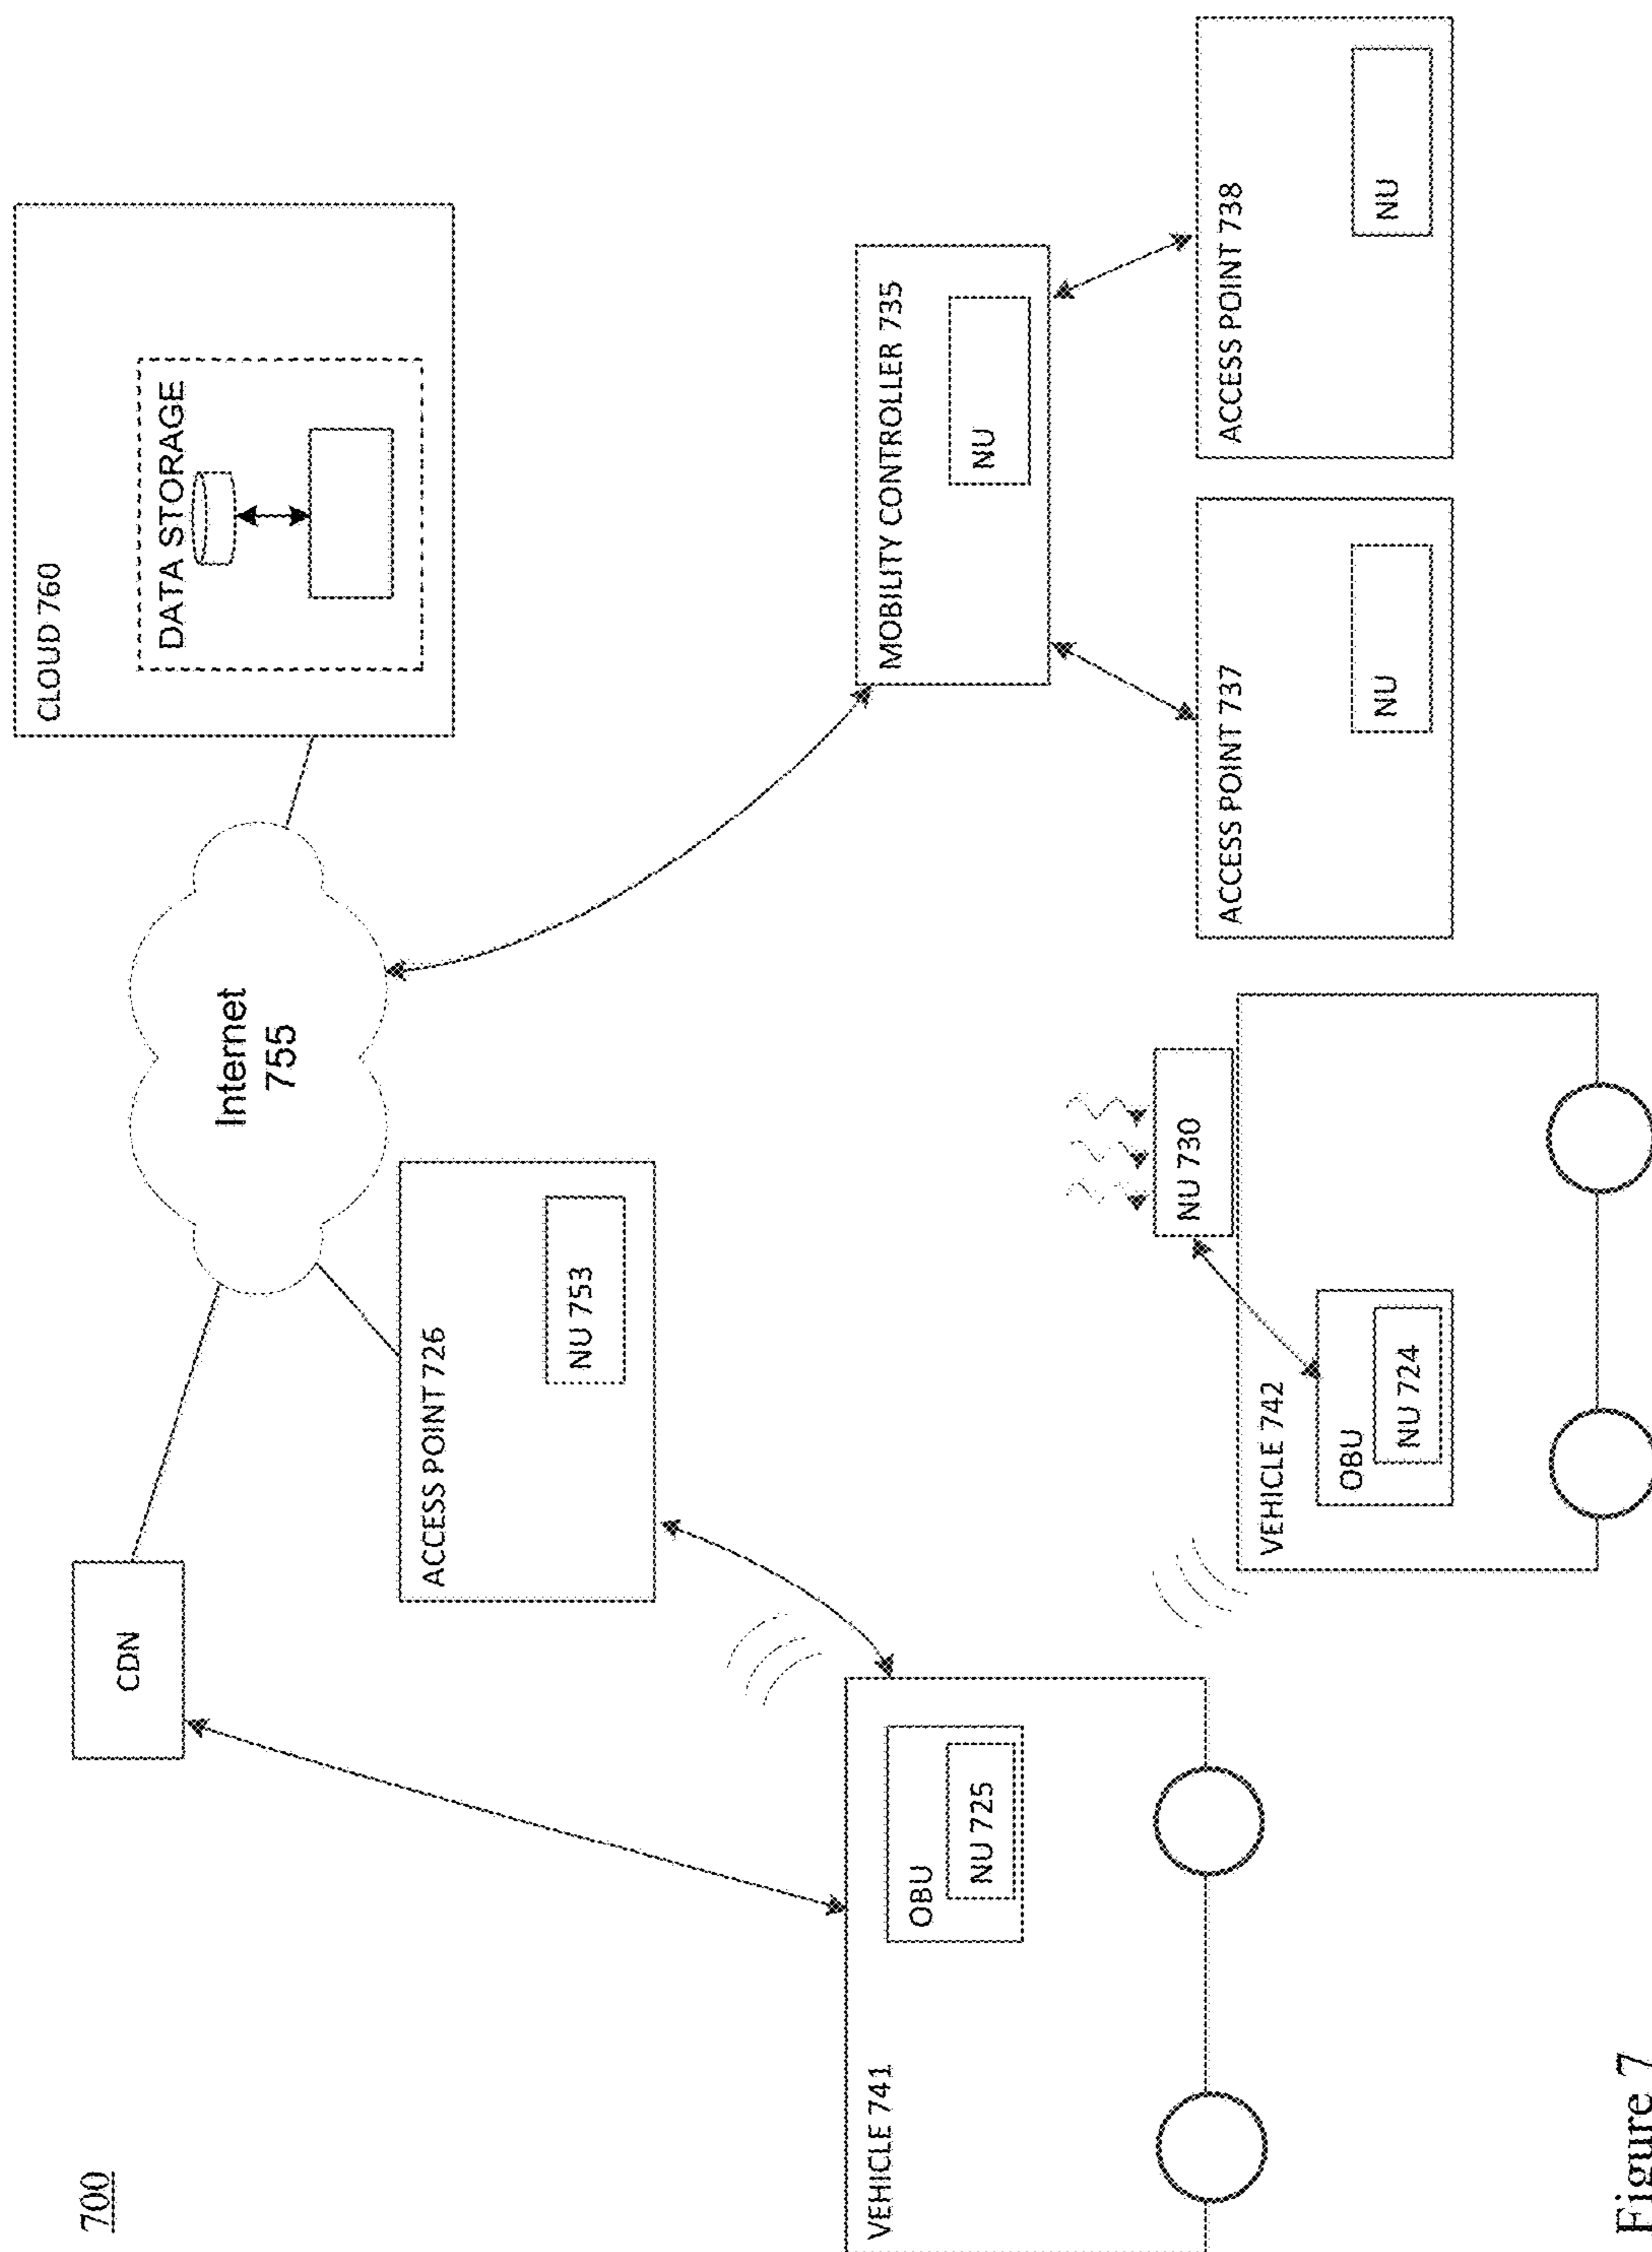 700
CLOUD 760
DATA STORAGE
CDN
Internet
755
ACCESS POINT 726
NU 753
VEHICLE 741
OBU
NU 725
MOBILITY CONTROLLER 735
NU
NU 730
VEHICLE 742
OBU
NU 724
ACCESS POINT 737
NU
ACCESS POINT 738
NU
Figure 7